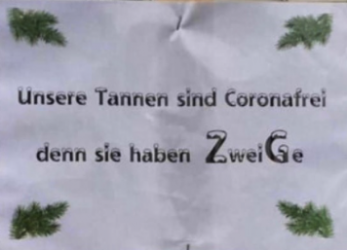 Unsere Tannen sind Coronafrei
denn sie haben ZweiGe